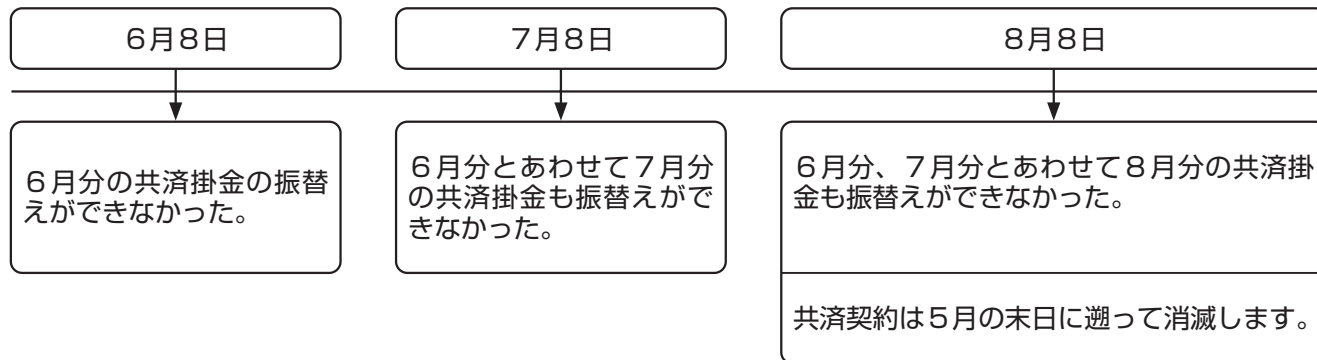 6月8日
7月8日
8月8日
6月分の共済掛金の振替
えができなかった。
6月分とあわせて7月分
の共済掛金も振替えがで
きなかった。
6月分、7月分とあわせて8月分の共済掛
金も振替えができなかった。
共済契約は5月の末日に遡って消滅します。